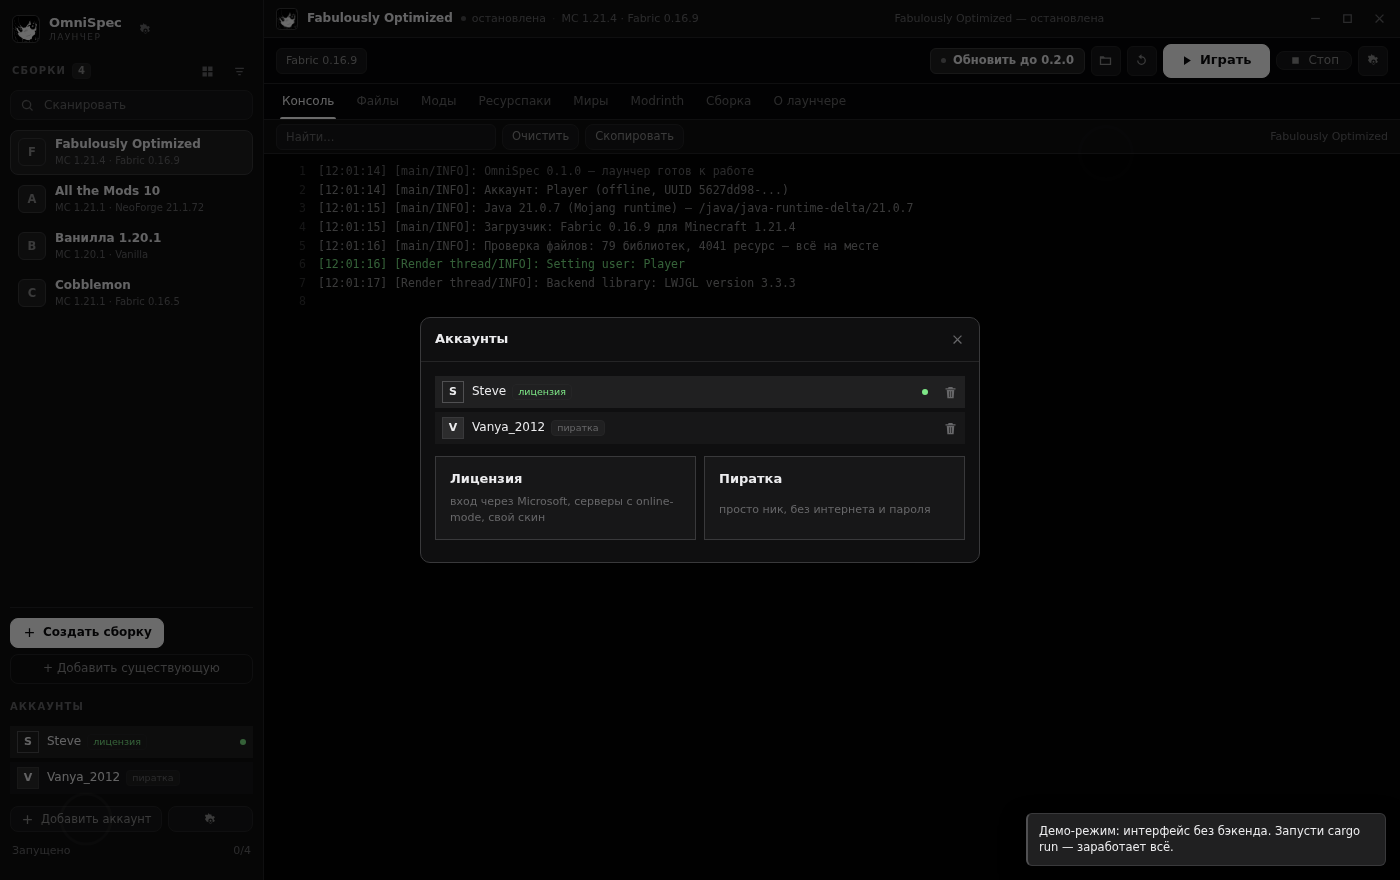 OmniSpec
ЛАУНЧЕР
Fabulously Optimized
остановлена · MC 1.21.4 · Fabric 0.16.9
Fabulously Optimized — остановлена
СБОРКИ 4
Fabric 0.16.9
Обновить до 0.2.0
Играть
Стоп
Сканировать
Консоль
Файлы
Моды
Ресурспаки
Миры
Modrinth
Сборка
О лаунчере
Найти...
Очистить
Скопировать
Fabulously Optimized
F
Fabulously Optimized
MC 1.21.4 · Fabric 0.16.9
A
All the Mods 10
MC 1.21.1 · NeoForge 21.1.72
B
Ванилла 1.20.1
MC 1.20.1 · Vanilla
C
Cobblemon
MC 1.21.1 · Fabric 0.16.5
1 [12:01:14] [main/INFO]: OmniSpec 0.1.0 — лаунчер готов к работе
2 [12:01:14] [main/INFO]: Аккаунт: Player (offline, UUID 5627dd98-...)
3 [12:01:15] [main/INFO]: Java 21.0.7 (Mojang runtime) — /java/java-runtime-delta/21.0.7
4 [12:01:15] [main/INFO]: Загрузчик: Fabric 0.16.9 для Minecraft 1.21.4
5 [12:01:16] [main/INFO]: Проверка файлов: 79 библиотек, 4041 ресурс — всё на месте
6 [12:01:16] [Render thread/INFO]: Setting user: Player
7 [12:01:17] [Render thread/INFO]: Backend library: LWJGL version 3.3.3
8
Аккаунты
S Steve лицензия
V Vanya_2012 пиратка
Лицензия
вход через Microsoft, серверы с online-
mode, свой скин
Пиратка
просто ник, без интернета и пароля
+ Создать сборку
+ Добавить существующую
АККАУНТЫ
S Steve лицензия
V Vanya_2012 пиратка
+ Добавить аккаунт
Запущено 0/4
Демо-режим: интерфейс без бэкенда. Запусти cargo
run — заработает всё.